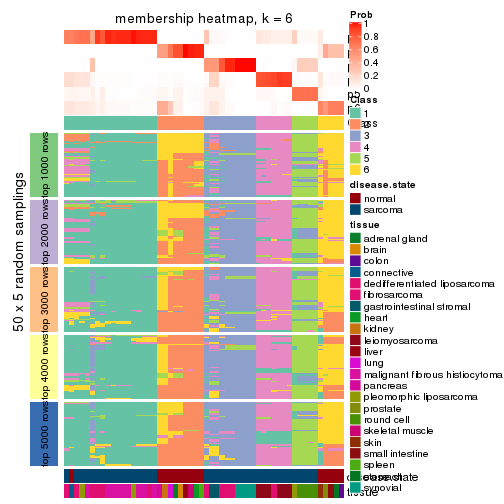 membership heatmap, k = 6
50 x 5 random samplings
top 1000 rows
top 2000 rows
top 3000 rows
top 4000 rows
top 5000 rows
Prob
1
0.8
0.6
0.4
0.2
0
Class
1
2
3
4
5
6
disease.state
normal
sarcoma
tissue
adrenal gland
brain
colon
connective
dedifferentiated liposarcoma
fibrosarcoma
gastrointestinal stromal
heart
kidney
leiomyosarcoma
liver
lung
malignant fibrous histiocytoma
pancreas
pleomorphic liposarcoma
prostate
round cell
skeletal muscle
skin
small intestine
spleen
disease.state
synovial
tissue